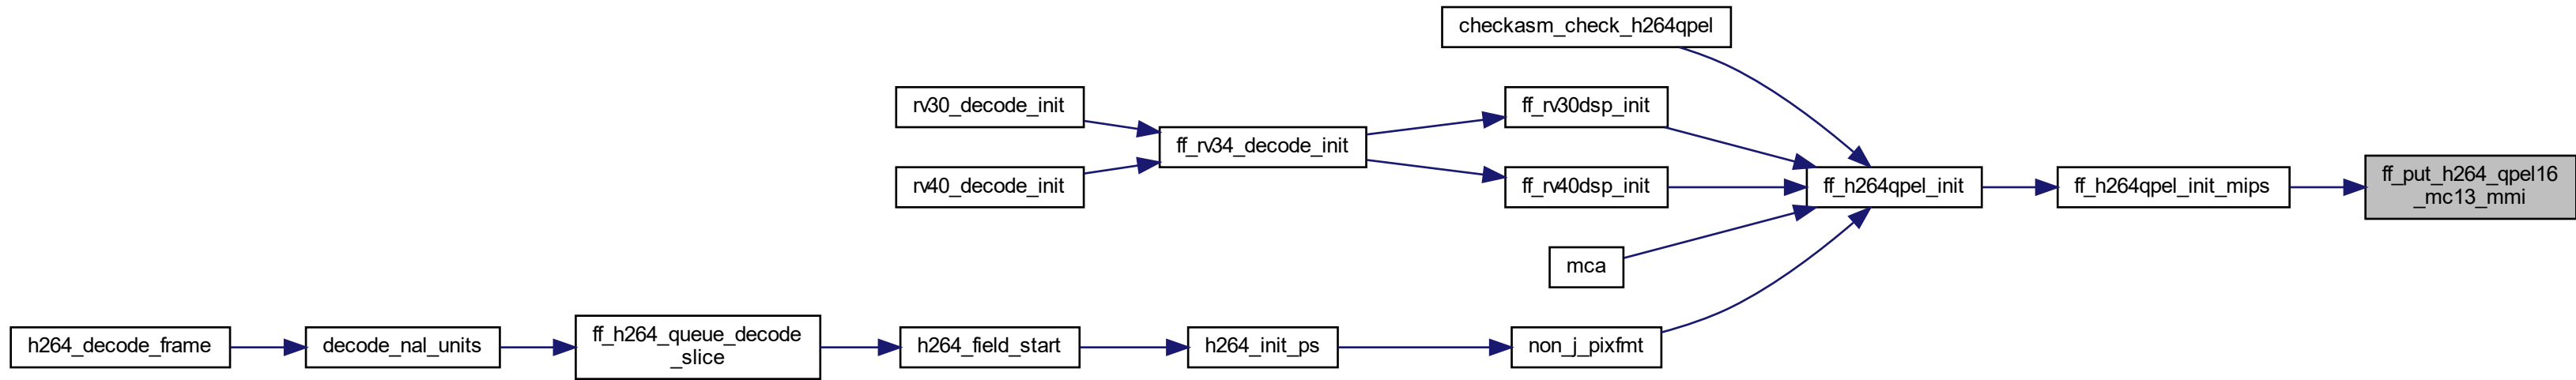 checkasm_check_h264qpel
rv30_decode_init
ff_rv30dsp_init
ff_rv34_decode_init
ff_put_h264_qpel16
_mc13_mmi
rv40_decode_init
ff_rv40dsp_init
ff_h264qpel_init
ff_h264qpel_init_mips
mca
h264_decode_frame
decode_nal_units
ff_h264_queue_decode
_slice
h264_field_start
h264_init_ps
non_j_pixfmt